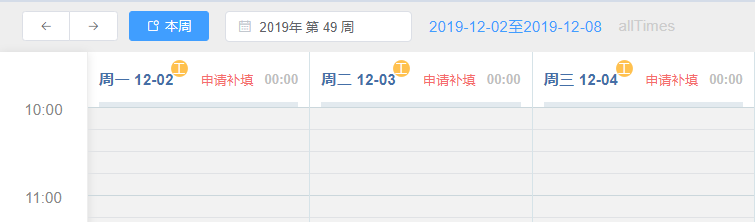 ← → 本周 2019年 第 49 周 2019-12-02至2019-12-08 allTimes
周一 12-02 工 申请补填 00:00 周二 12-03 工 申请补填 00:00 周三 12-04 工 申请补填 00:00
10:00
11:00